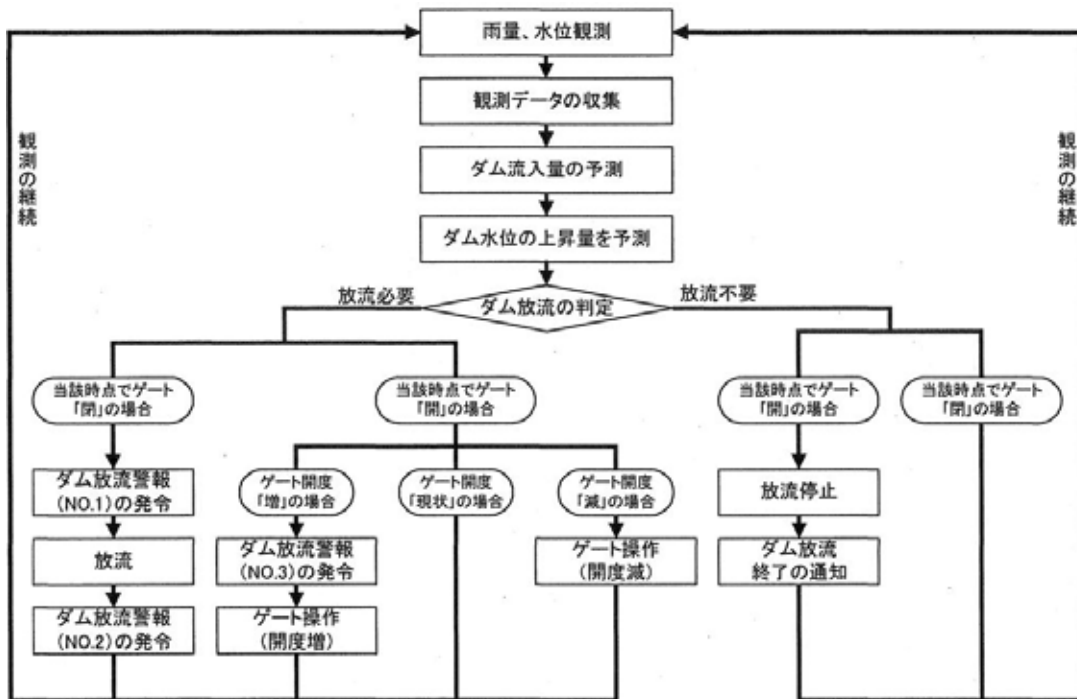 雨量、水位観測
観測データの収集
ダム流入量の予測
ダム水位の上昇量を予測
ダム放流の判定
放流必要
放流不要
観測の継続
観測の継続
当該時点でゲート
「閉」の場合
当該時点でゲート
「開」の場合
当該時点でゲート
「開」の場合
当該時点でゲート
「閉」の場合
ダム放流警報
(NO.1)の発令
放流
ダム放流警報
(NO.2)の発令
ゲート開度
「増」の場合
ゲート開度
「現状」の場合
ゲート開度
「減」の場合
ダム放流警報
(NO.3)の発令
ゲート操作
(開度増)
ゲート操作
(開度減)
放流停止
ダム放流
終了の通知